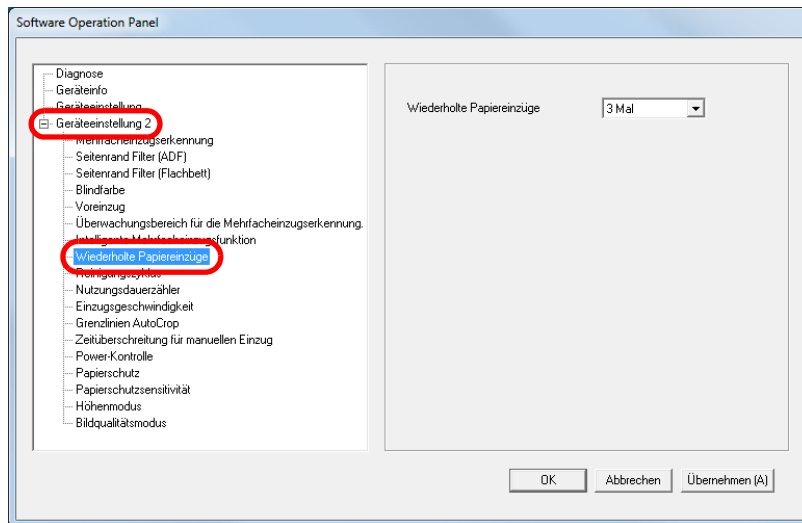 Software Operation Panel
Diagnose
Geräteinfo
Geräteeinstellung
Geräteeinstellung 2
Mehrfacheinzugserkennung
Seitenrand Filter (ADF)
Seitenrand Filter (Flachbett)
Blindfarbe
Voreinzug
Überwachungsbereich für die Mehrfacheinzugserkennung.
Intelligente Mehrfacheinzugsfunktion
Wiederholte Papiereinzüge
Reinigungszyklus
Nutzungsdauerzähler
Einzugsgeschwindigkeit
Grenzlinien AutoCrop
Zeitüberschreitung für manuellen Einzug
Power-Kontrolle
Papierschutz
Papierschutzsensitivität
Höhenmodus
Bildqualitätsmodus
Wiederholte Papiereinzüge 3 Mal
OK Abbrechen Übernehmen (A)